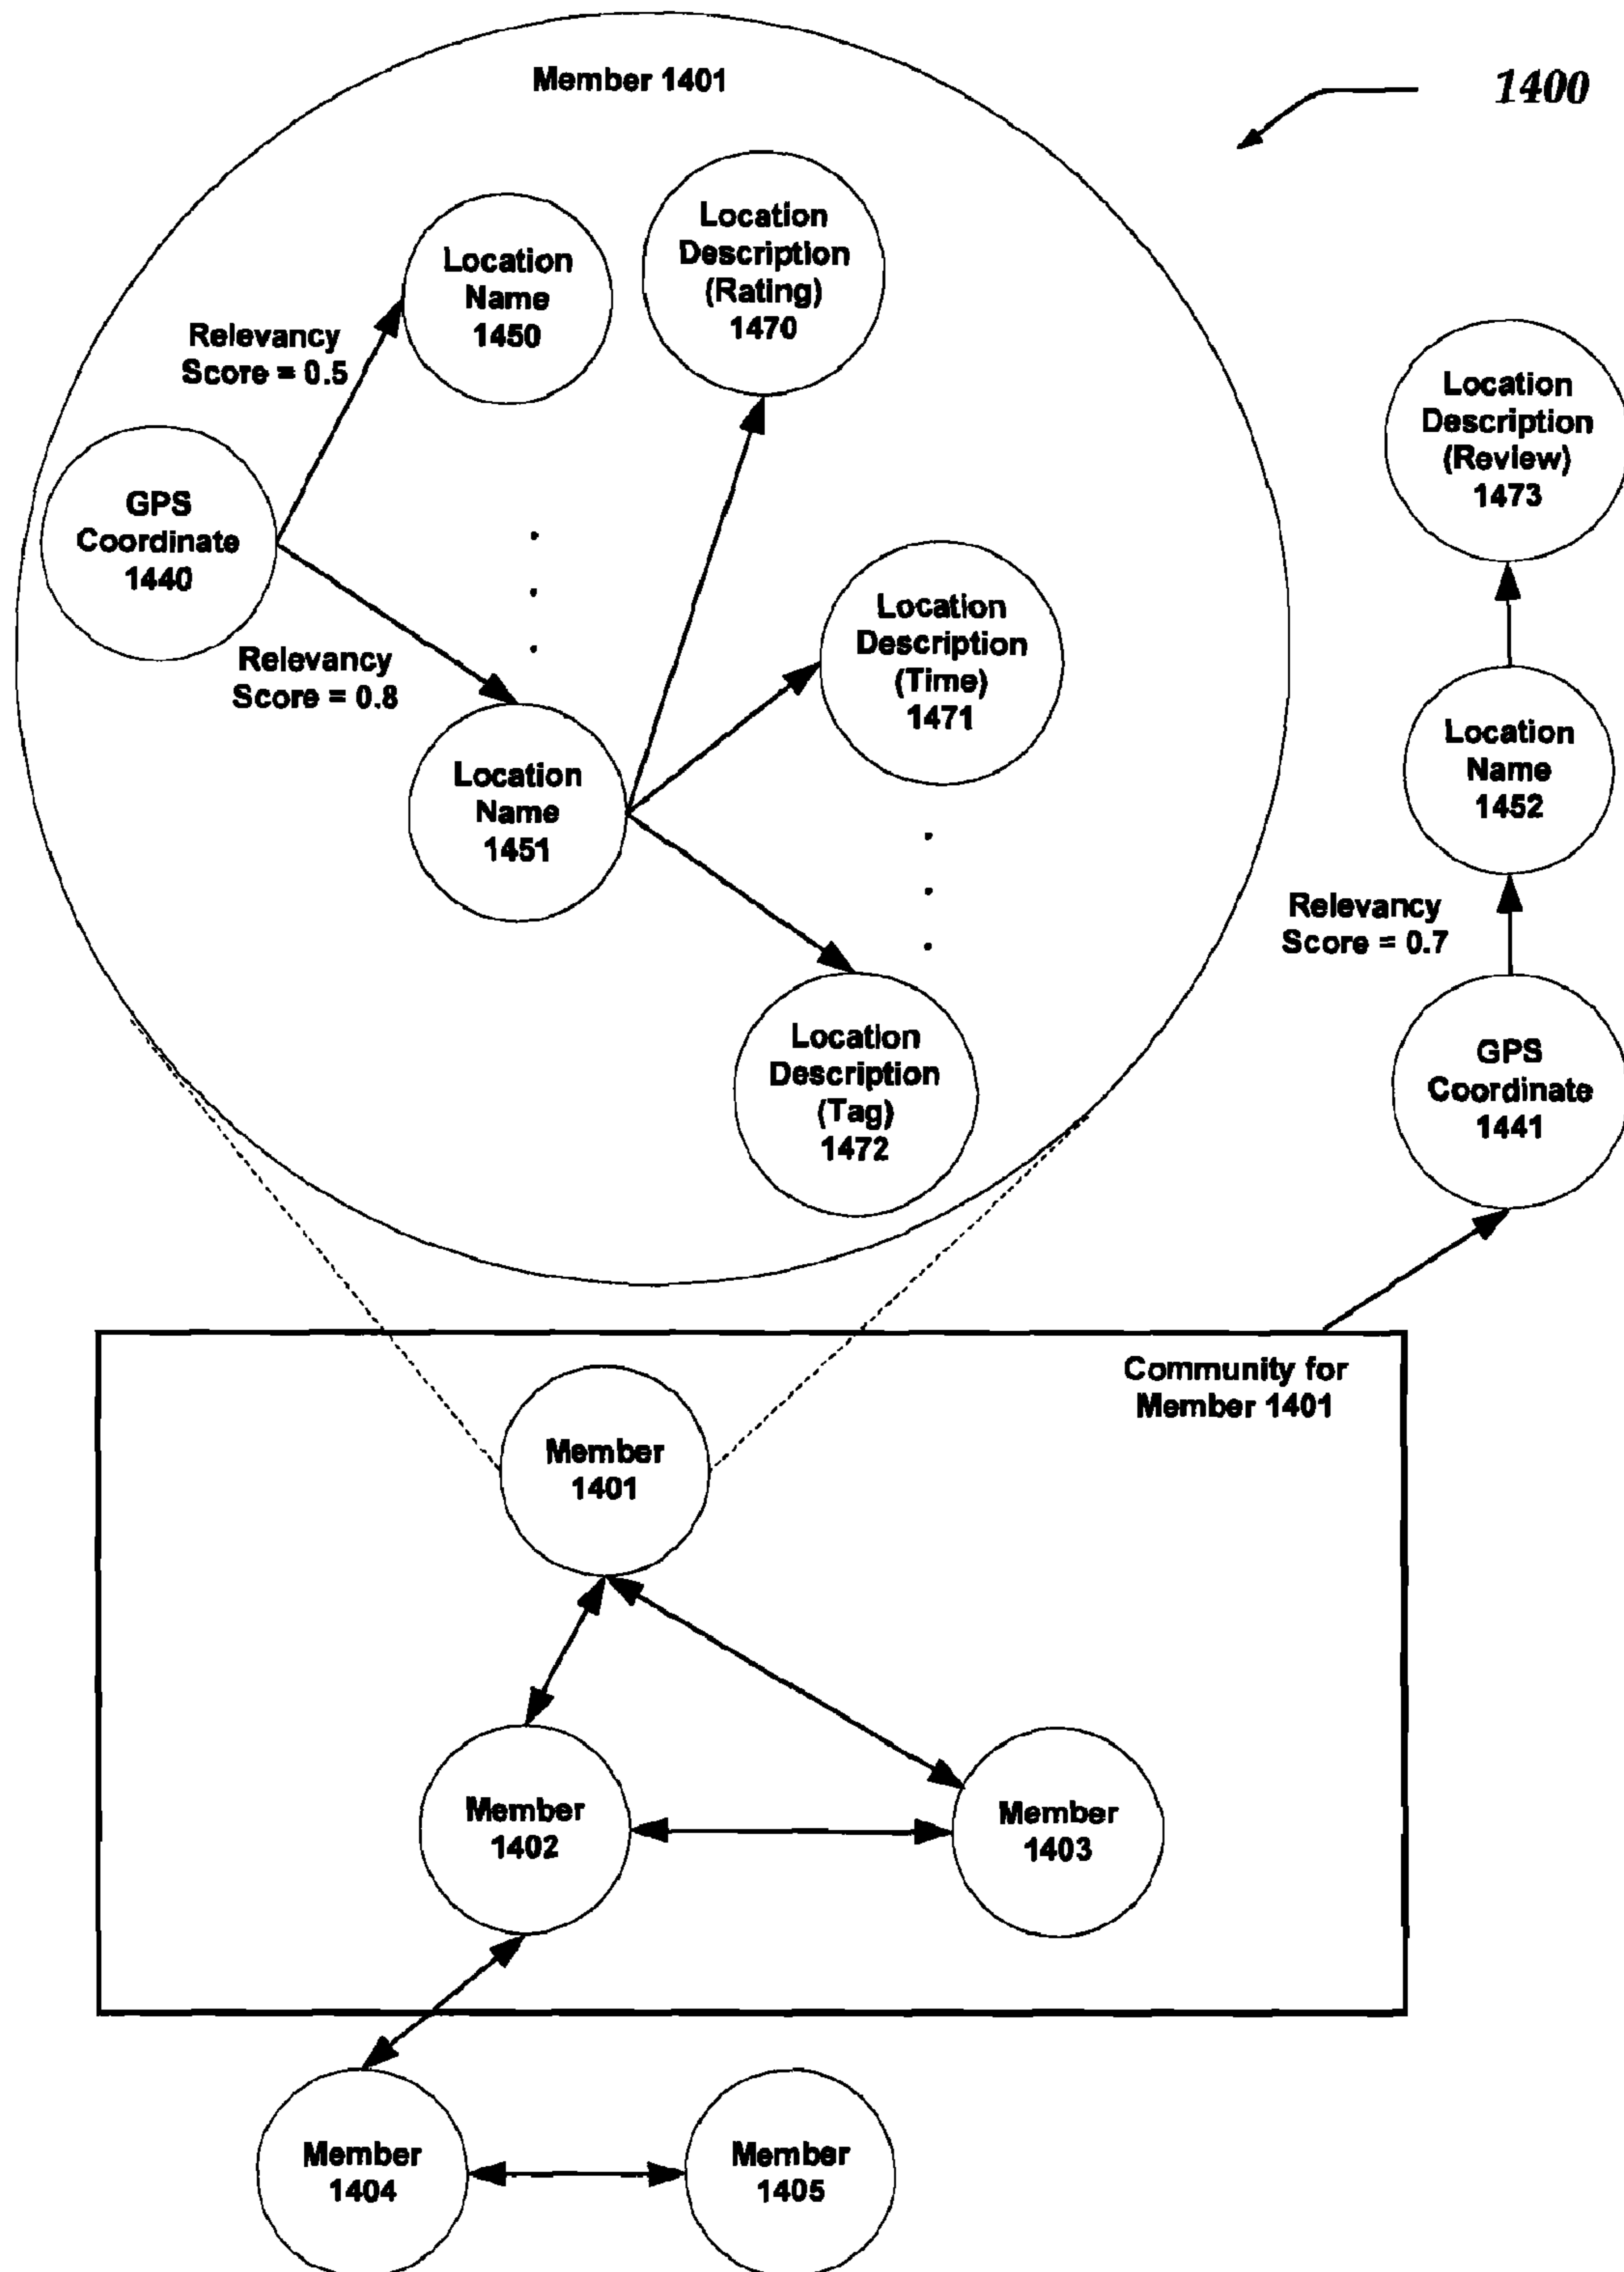 Member 1401
1400
Location
Name
1450
Location
Description
(Rating)
1470
Relevancy
Score = 0.5
GPS
Coordinate
1440
Relevancy
Score = 0.8
Location
Name
1451
Location
Description
(Time)
1471
Location
Description
(Tag)
1472
Location
Description
(Review)
1473
Location
Name
1452
Relevancy
Score = 0.7
GPS
Coordinate
1441
Community for
Member 1401
Member
1401
Member
1402
Member
1403
Member
1404
Member
1405